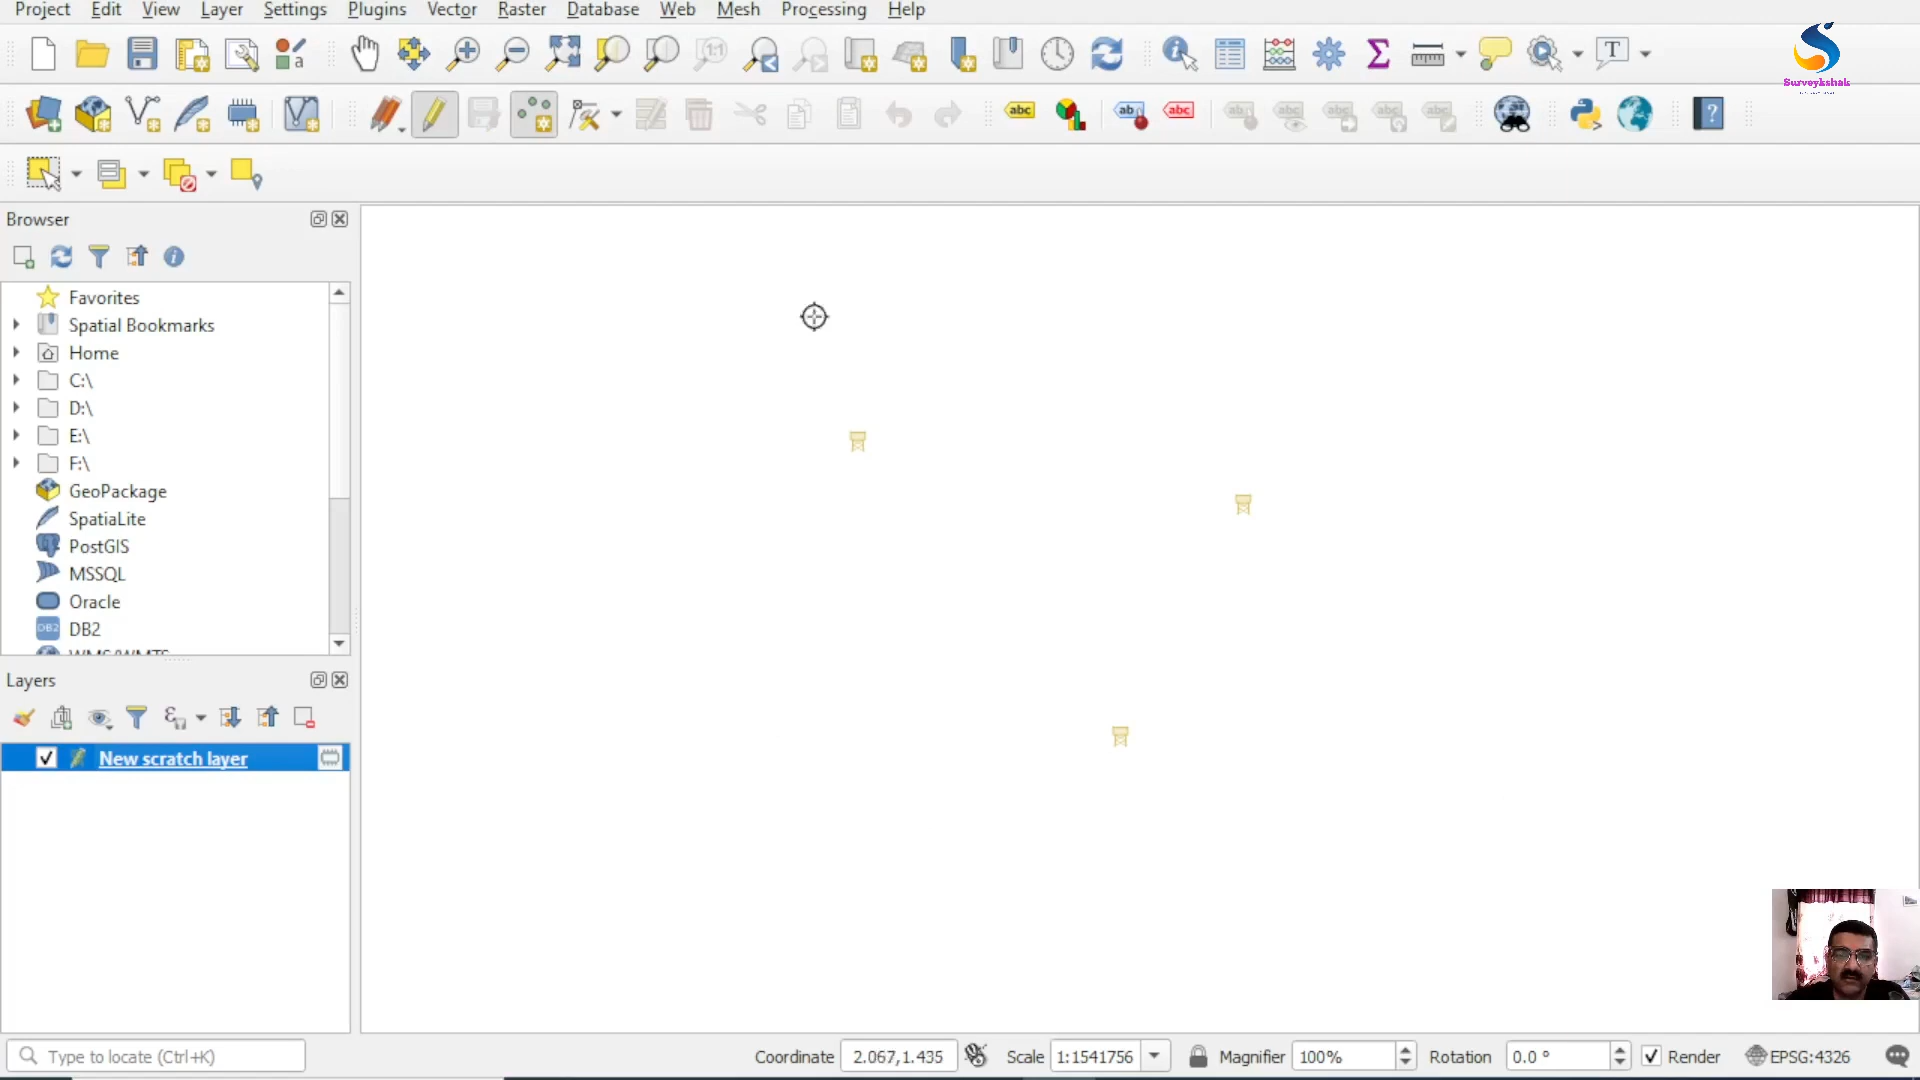 Project Edit View Layer Settings Plugins Vector Raster Database Web Mesh Processing Help
Surveykshak
Browser
Favorites
Spatial Bookmarks
Home
C:\
D:\
E:\
F:\
GeoPackage
SpatiaLite
PostGIS
MSSQL
Oracle
DB2
Layers
New scratch layer
Type to locate (Ctrl+K) Coordinate 2.067,1.435 Scale 1:1541756 Magnifier 100% Rotation 0.0 ° Render EPSG:4326